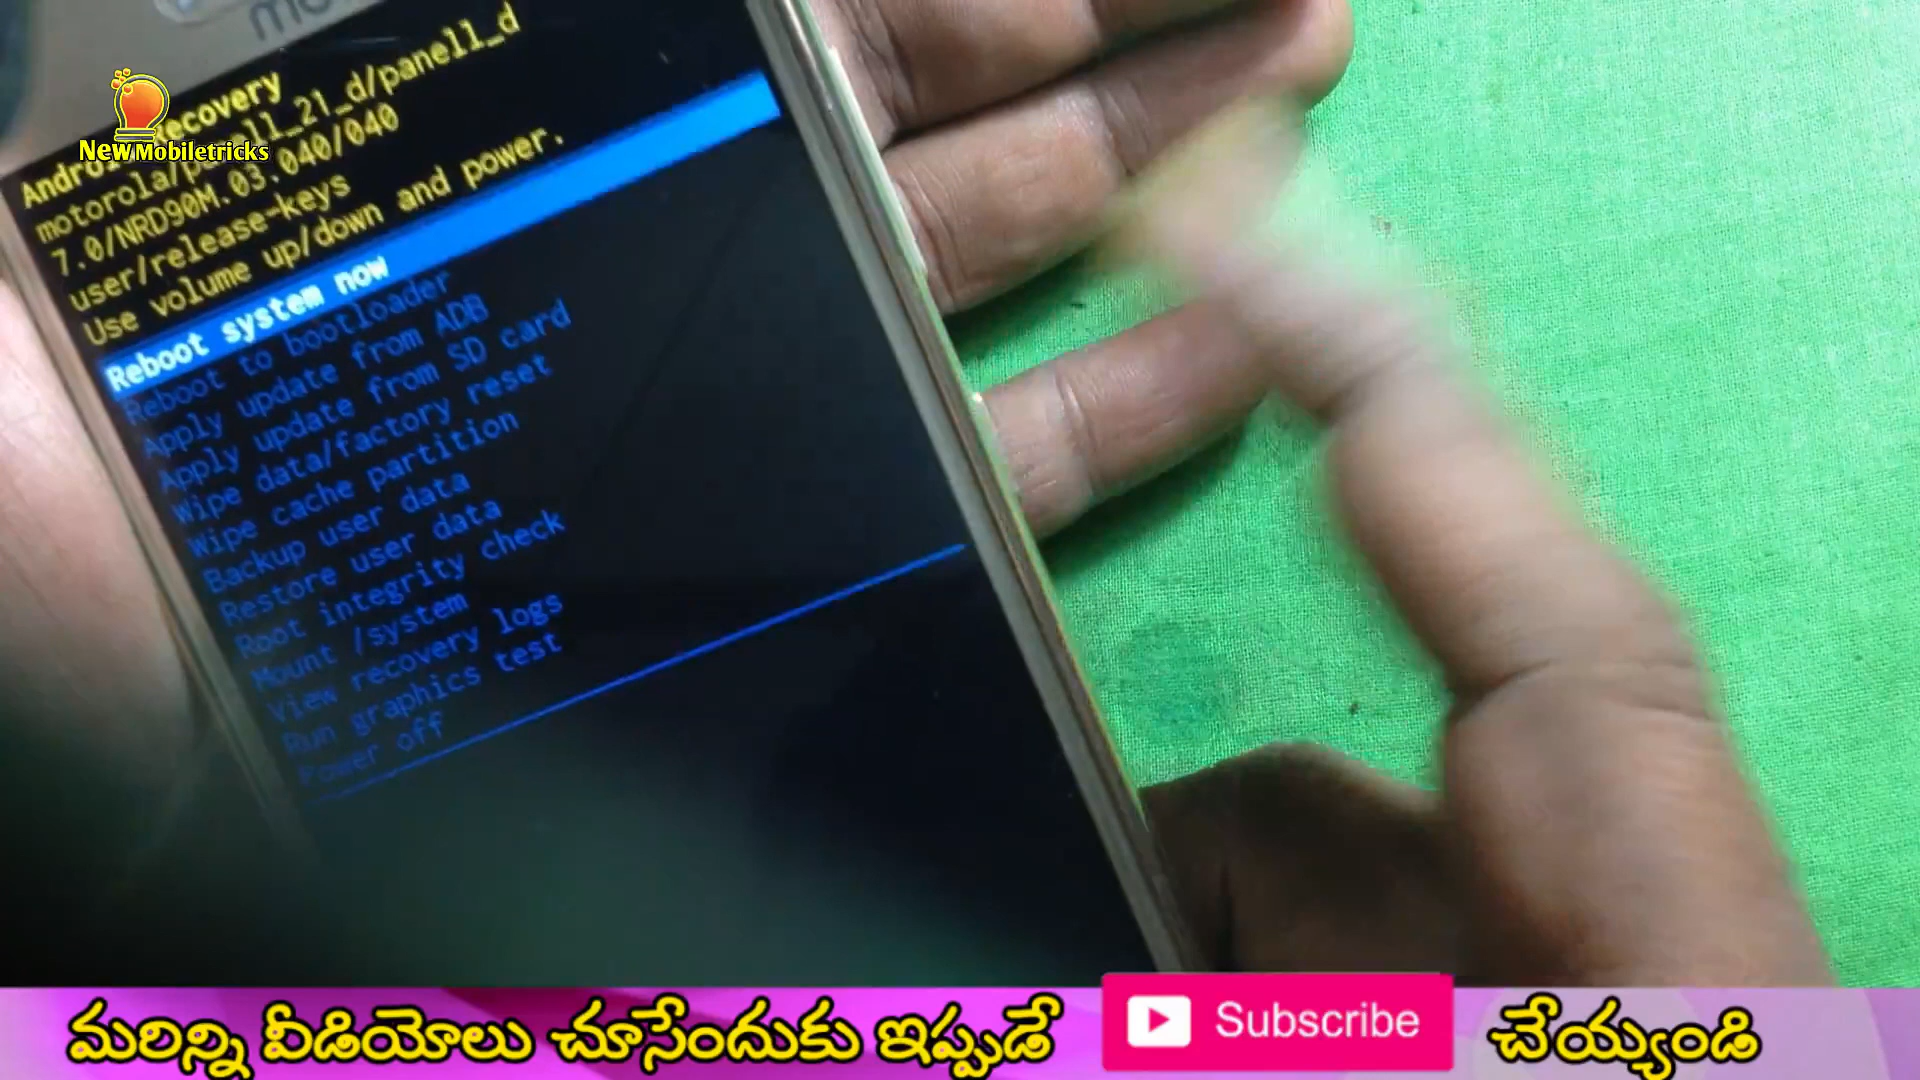 Recovery
motorola/panell_21_d/panell_d
7.0/NRD90M.03.040/040
user/release-keys
Use volume up/down and power.
Reboot system now
Reboot to bootloader
Apply update from ADB
Apply update from SD card
Wipe data/factory reset
Wipe cache partition
Backup user data
Restore user data
Root integrity check
Mount /system
View recovery logs
Run graphics test
Power off
New Mobiletricks
మరిన్ని వీడియోలు చూసేందుకు ఇప్పుడే Subscribe చేయ్యండి